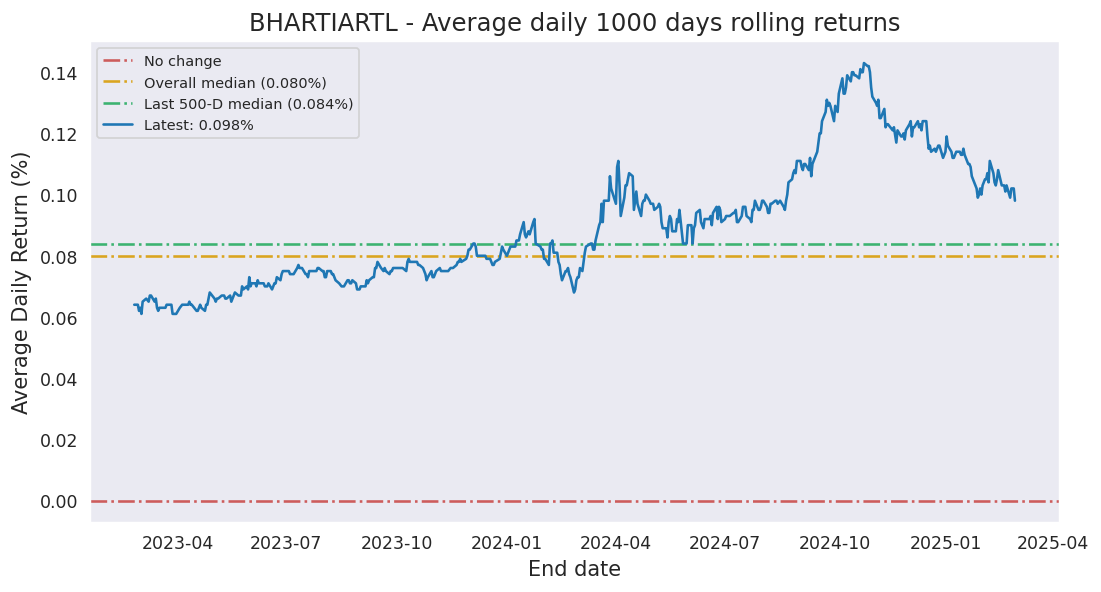 BHARTIARTL - Average daily 1000 days rolling returns
No change
Overall median (0.080%)
Last 500-D median (0.084%)
Latest: 0.098%
Average Daily Return (%)
0.14
0.12
0.10
0.08
0.06
0.04
0.02
0.00
2023-04 2023-07 2023-10 2024-01 2024-04 2024-07 2024-10 2025-01 2025-04
End date